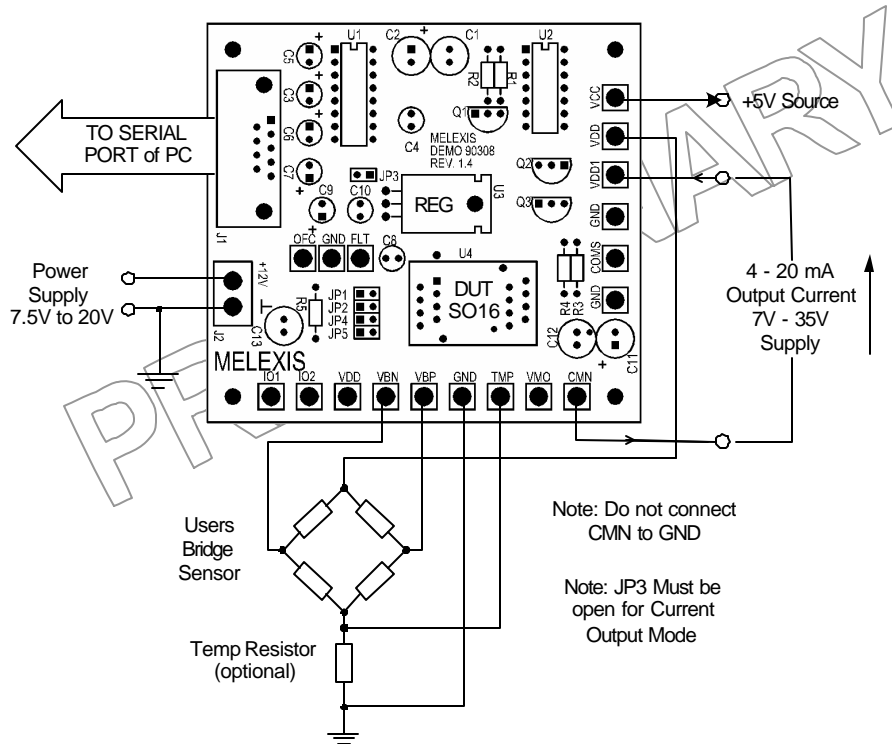 PRELIMINARY
U1
C2
+
C1
U2
C5
+
C3
+
C6
+
C7
+
R2
R1
Q1
C4
MELEXIS
DEMO 90308
REV. 1.4
JP3
Q2
Q3
C9
+
C10
REG
U3
J1
OFC
GND
FLT
C8
U4
DUT
SO16
JP1
JP2
JP4
JP5
R5
+12V
J2
C13
R4
R3
C12
C11
+
MELEXIS
VCC
VDD
VDD1
GND
COMS
GND
IO1
IO2
VDD
VBN
VBP
GND
TMP
VMO
CMN
TO SERIAL
PORT of PC
+5V Source
Power
Supply
7.5V to 20V
4 - 20 mA
Output Current
7V - 35V
Supply
Users
Bridge
Sensor
Note: Do not connect
CMN to GND
Note: JP3 Must be
open for Current
Output Mode
Temp Resistor
(optional)